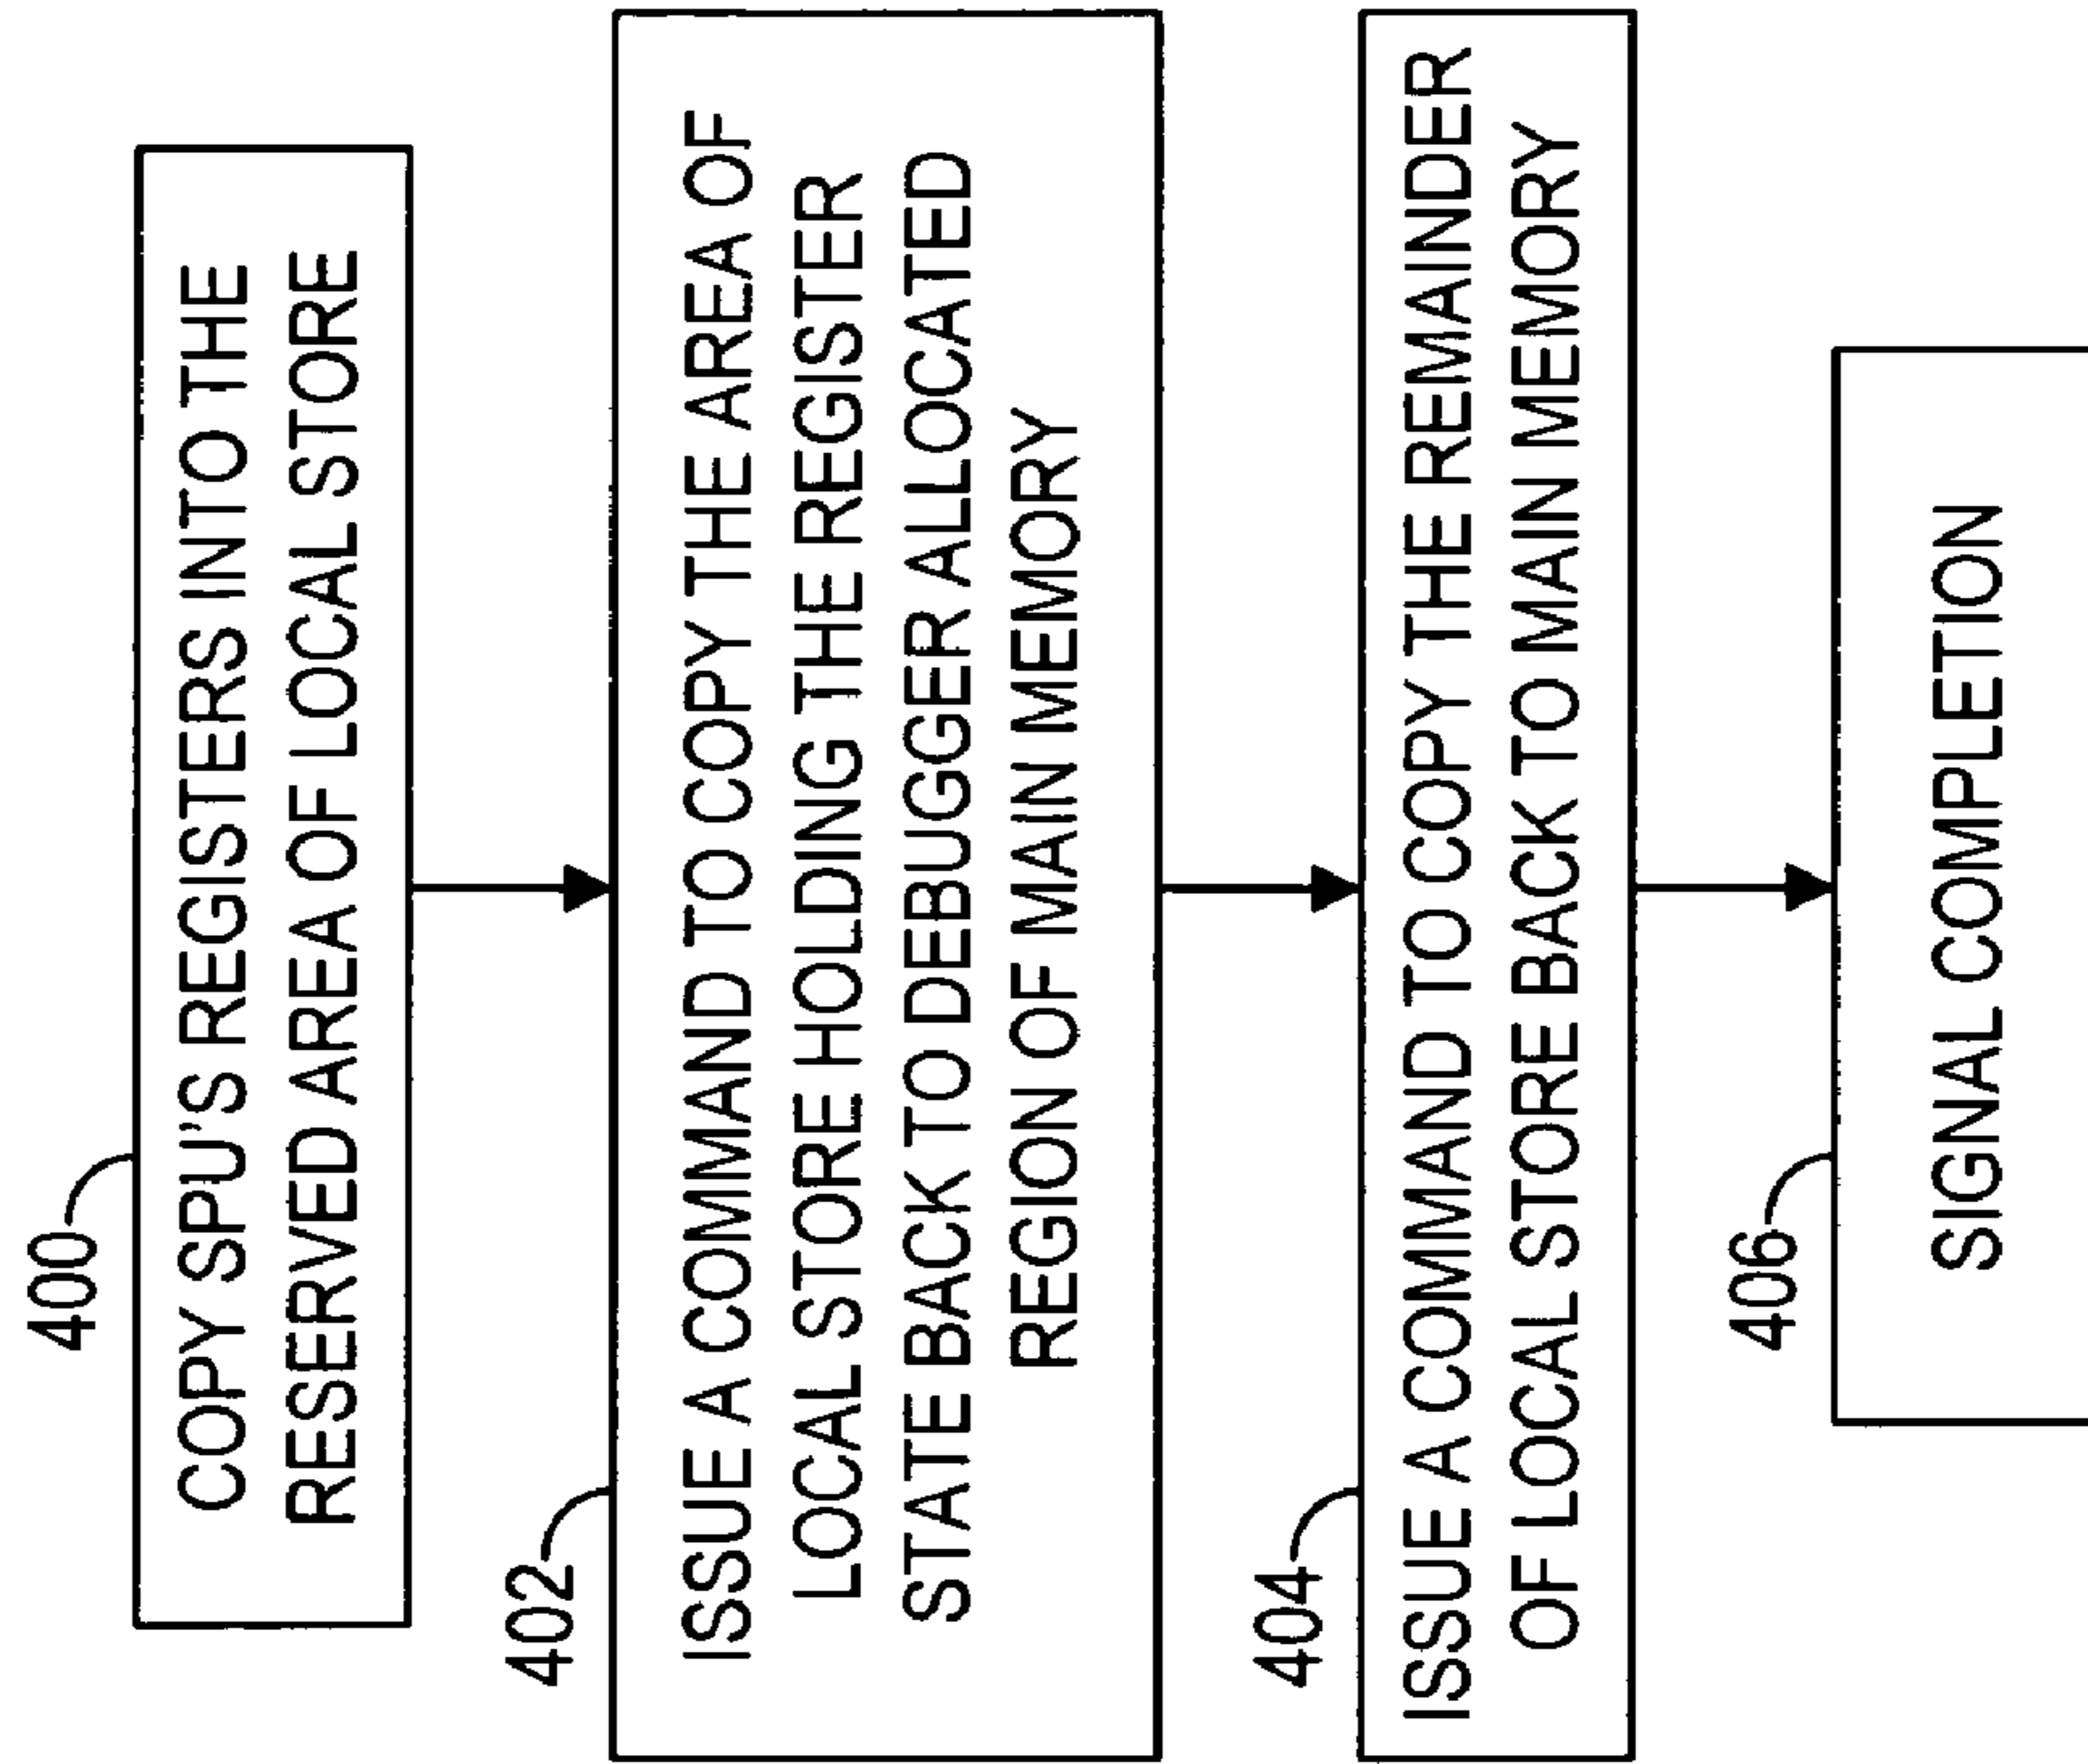 400
COPY SPU'S REGISTERS INTO THE
RESERVED AREA OF LOCAL STORE
402
ISSUE A COMMAND TO COPY THE AREA OF
LOCAL STORE HOLDING THE REGISTER
STATE BACK TO DEBUGGER ALLOCATED
REGION OF MAIN MEMORY
404
ISSUE A COMMAND TO COPY THE REMAINDER
OF LOCAL STORE BACK TO MAIN MEMORY
406
SIGNAL COMPLETION